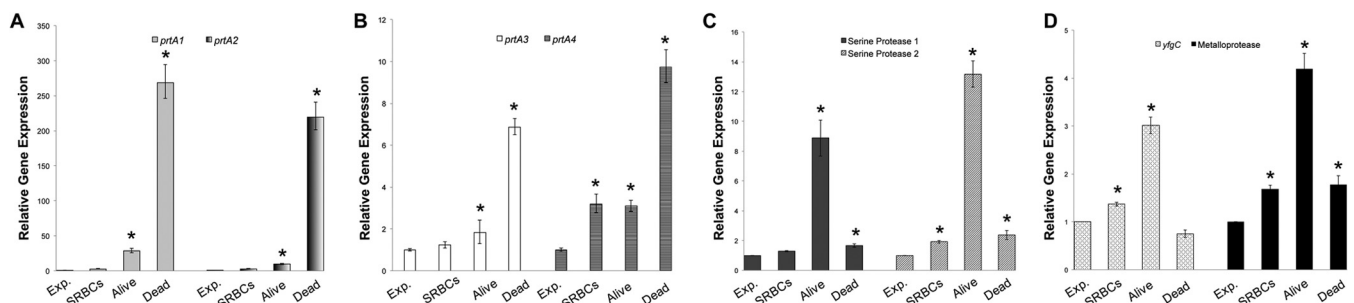 A
Relative Gene Expression
350
300
250
200
150
100
50
0
prtA1 prtA2
* * * *
Exp. SRBCs Alive Dead Exp. SRBCs Alive Dead
B
Relative Gene Expression
12
10
8
6
4
2
0
prtA3 prtA4
* * * * *
Exp. SRBCs Alive Dead Exp. SRBCs Alive Dead
C
Relative Gene Expression
16
14
12
10
8
6
4
2
0
Serine Protease 1
Serine Protease 2
* * * * *
Exp. SRBCs Alive Dead Exp. SRBCs Alive Dead
D
Relative Gene Expression
5
4
3
2
1
0
yfgC Metalloprotease
* * * * *
Exp. SRBCs Alive Dead Exp. SRBCs Alive Dead